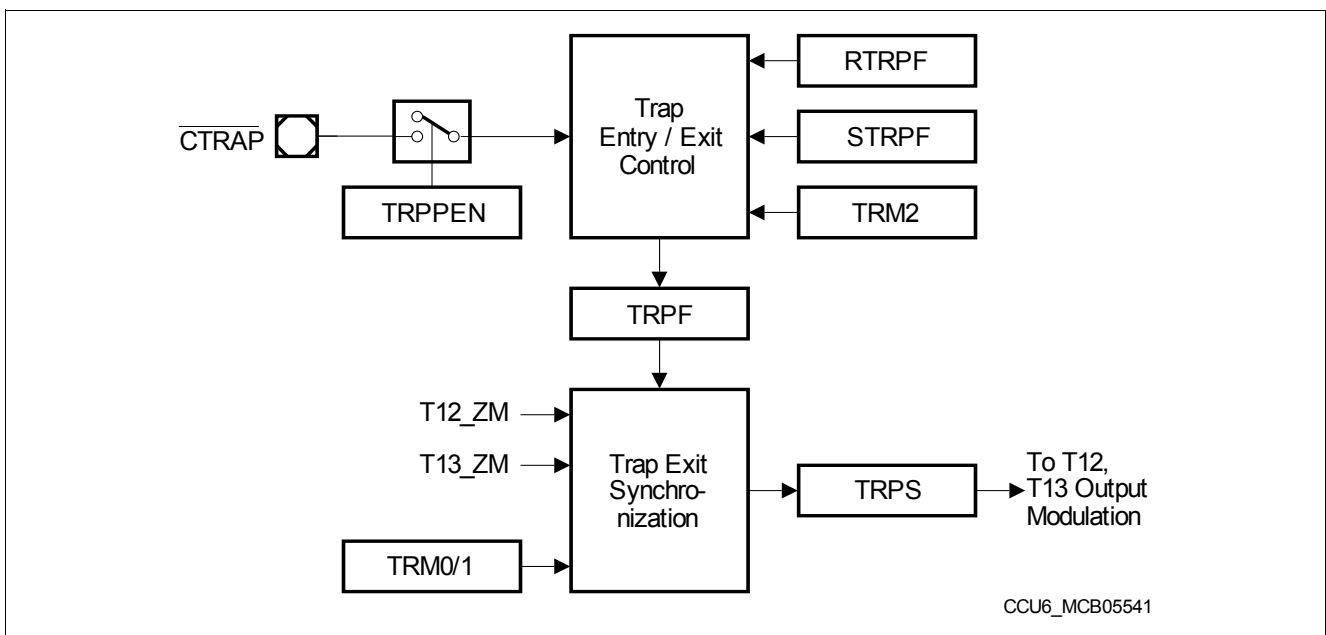 RTRPF
Trap
Entry / Exit
Control
CTRAP
STRPF
TRPPEN
TRM2
TRPF
T12_ZM
T13_ZM
Trap Exit
Synchro-
nization
TRPS
To T12,
T13 Output
Modulation
TRM0/1
CCU6_MCB05541